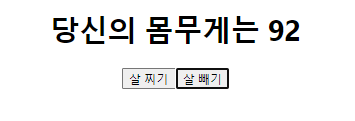 당신의 몸무게는 92
살 찌기 살 빼기